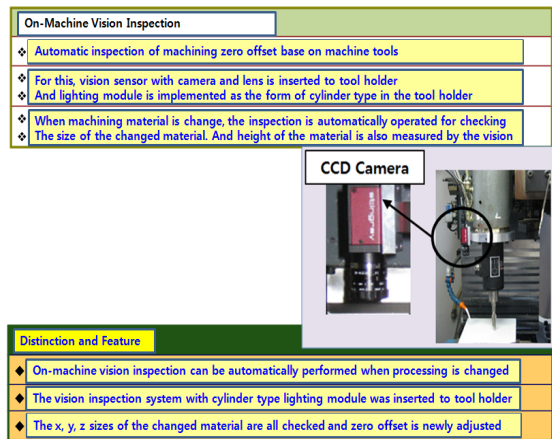 On-Machine Vision Inspection
❖ Automatic inspection of machining zero offset base on machine tools
❖ For this, vision sensor with camera and lens is inserted to tool holder
❖ And lighting module is implemented as the form of cylinder type in the tool holder
❖ When machining material is change, the inspection is automatically operated for checking
❖ The size of the changed material. And height of the material is also measured by the vision
CCD Camera
stingray
Distinction and Feature
◆ On-machine vision inspection can be automatically performed when processing is changed
◆ The vision inspection system with cylinder type lighting module was inserted to tool holder
◆ The x, y, z sizes of the changed material are all checked and zero offset is newly adjusted